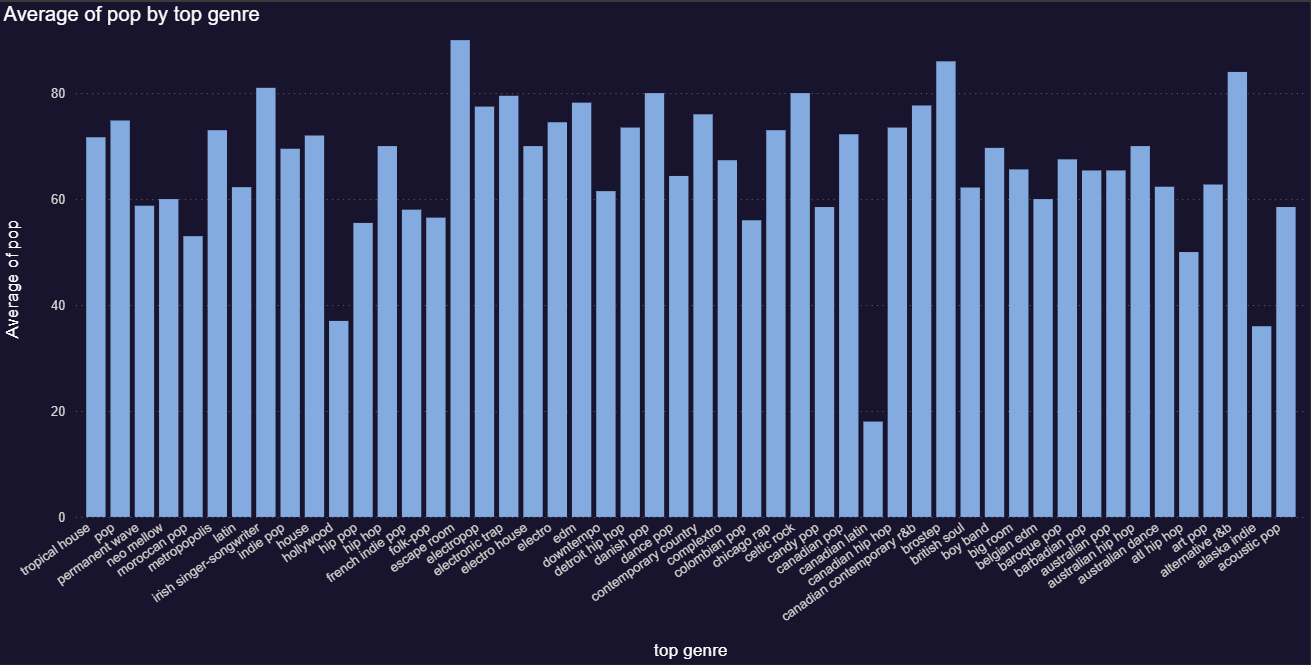 Average of pop by top genre
Average of pop
80
60
40
20
0
tropical house
pop
permanent wave
neo mellow
moroccan pop
metropopolis
latin
irish singer-songwriter
indie pop
house
hollywood
hip pop
hip hop
french indie pop
folk-pop
escape room
electropop
electronic trap
electro house
electro
edm
downtempo
detroit hip hop
danish pop
dance pop
contemporary country
complextro
colombian pop
chicago rap
celtic rock
candy pop
canadian pop
canadian latin
canadian hip hop
canadian contemporary r&b
brostep
british soul
boy band
big room
belgian edm
baroque pop
barbadian pop
australian pop
australian hip hop
australian dance
atl hip hop
art pop
alternative r&b
alaska indie
acoustic pop
top genre